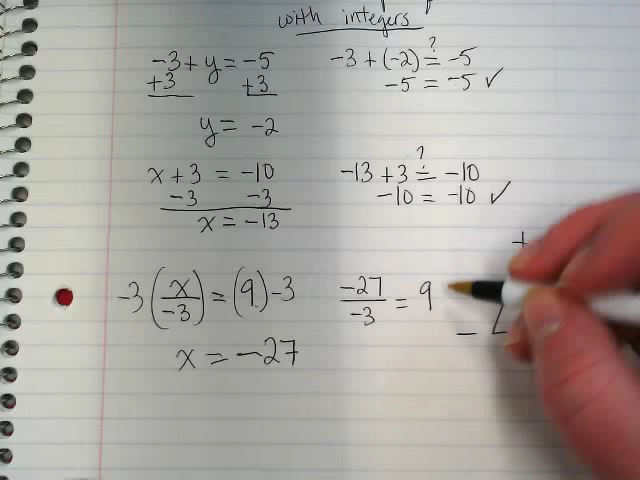 with integers
-3 + y = -5
+3 +3
y = -2
-3 + (-2) ≟ -5
-5 = -5 ✓
x + 3 = -10
-3 -3
x = -13
-13 + 3 ≟ -10
-10 = -10 ✓
-3 (x/-3) = (9) -3
x = -27
-27/-3 = 9
+
-